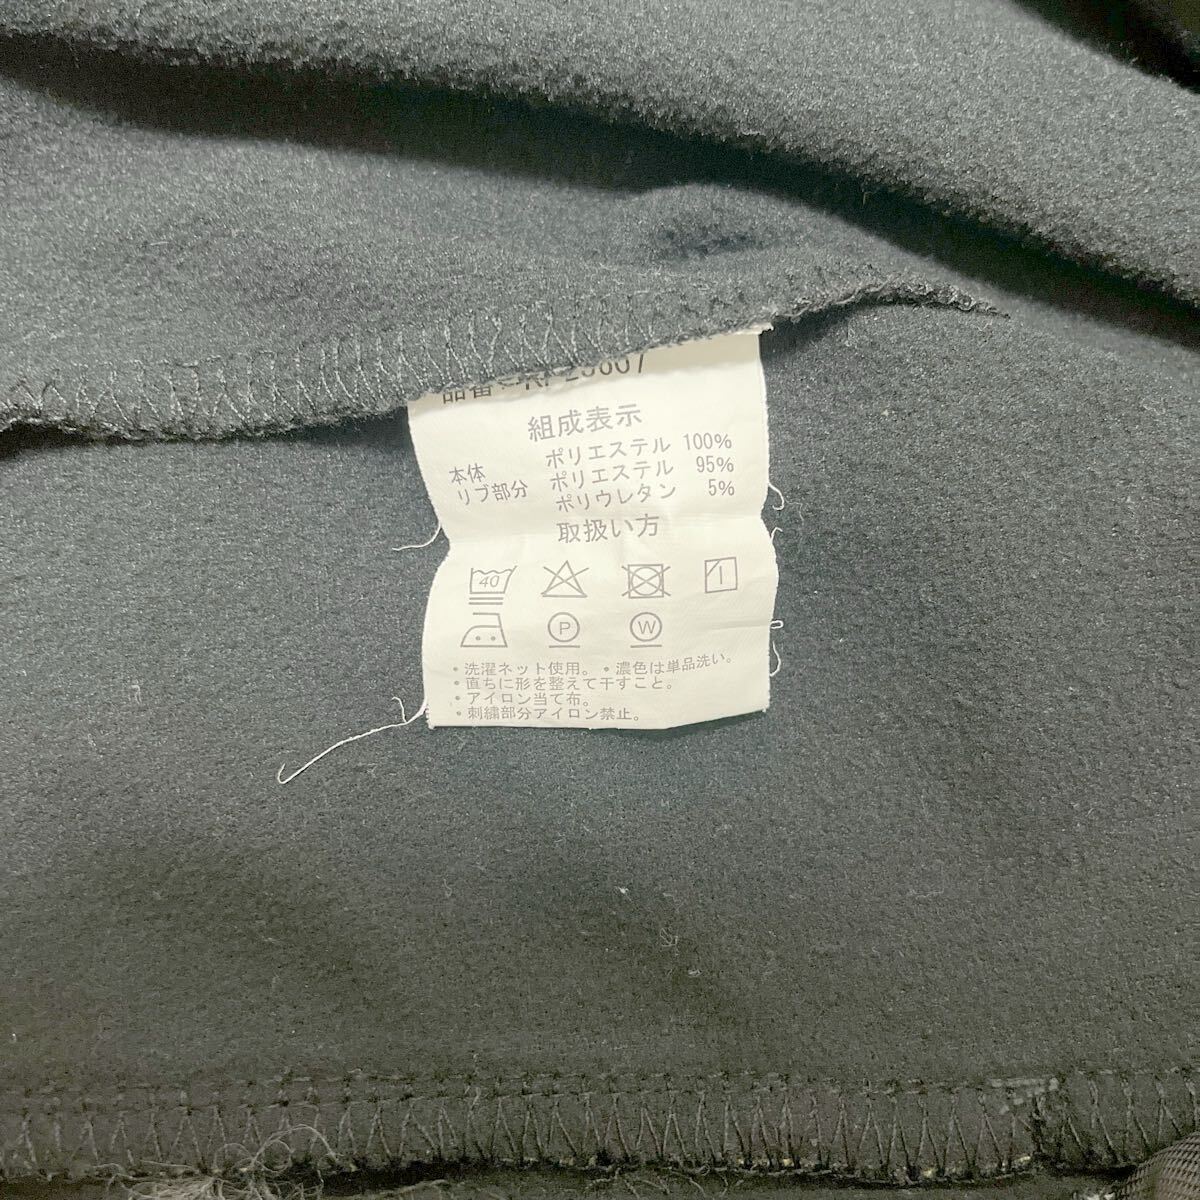 組成表示
本体 ポリエステル 100%
リブ部分 ポリエステル 95%
ポリウレタン 5%
取扱い方
40
P W
・洗濯ネット使用。・濃色は単品洗い。
・直ちに形を整えて干すこと。
・アイロン当て布。
・刺繍部分アイロン禁止。